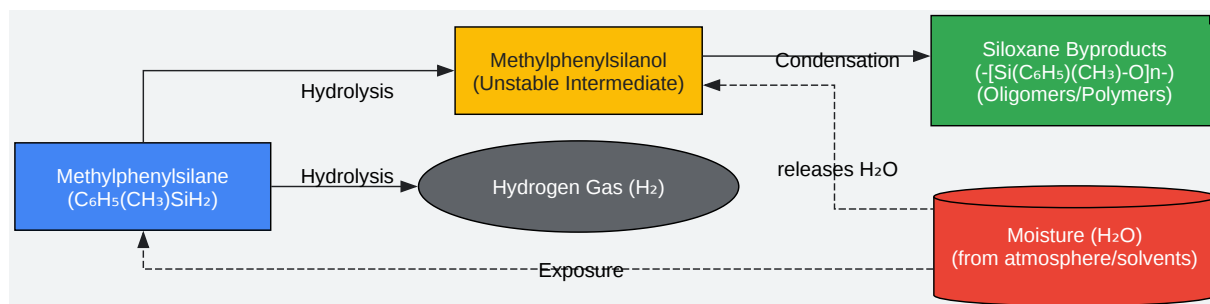 Methylphenylsilanol
(Unstable Intermediate)
Condensation
Siloxane Byproducts
(-[Si(C₆H₅)(CH₃)-O]n-)
(Oligomers/Polymers)
Hydrolysis
Methylphenylsilane
(C₆H₅(CH₃)SiH₂)
Hydrolysis
Hydrogen Gas (H₂)
releases H₂O
Moisture (H₂O)
(from atmosphere/solvents)
Exposure